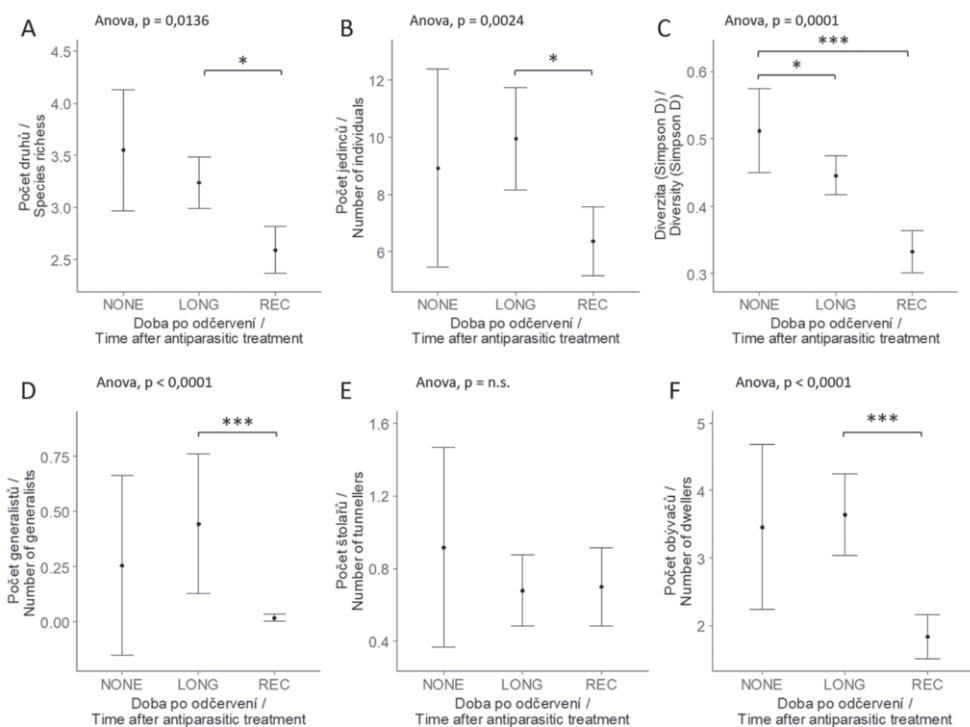 A
Anova, p = 0,0136
Počet druhů /
Species richess
4.5
4.0
3.5
3.0
2.5
*
NONE LONG REC
Doba po odčervení /
Time after antiparasitic treatment
B
Anova, p = 0,0024
Počet jedinců /
Number of individuals
12
10
8
6
*
NONE LONG REC
Doba po odčervení /
Time after antiparasitic treatment
C
Anova, p = 0,0001
Diverzita (Simpson D) /
Diversity (Simpson D)
0.6
0.5
0.4
0.3
***
*
NONE LONG REC
Doba po odčervení /
Time after antiparasitic treatment
D
Anova, p < 0,0001
Počet generalistů /
Number of generalists
0.75
0.50
0.25
0.00
***
NONE LONG REC
Doba po odčervení /
Time after antiparasitic treatment
E
Anova, p = n.s.
Počet štolařů /
Number of tunnellers
1.6
1.2
0.8
0.4
NONE LONG REC
Doba po odčervení /
Time after antiparasitic treatment
F
Anova, p < 0,0001
Počet obývačů /
Number of dwellers
5
4
3
2
***
NONE LONG REC
Doba po odčervení /
Time after antiparasitic treatment